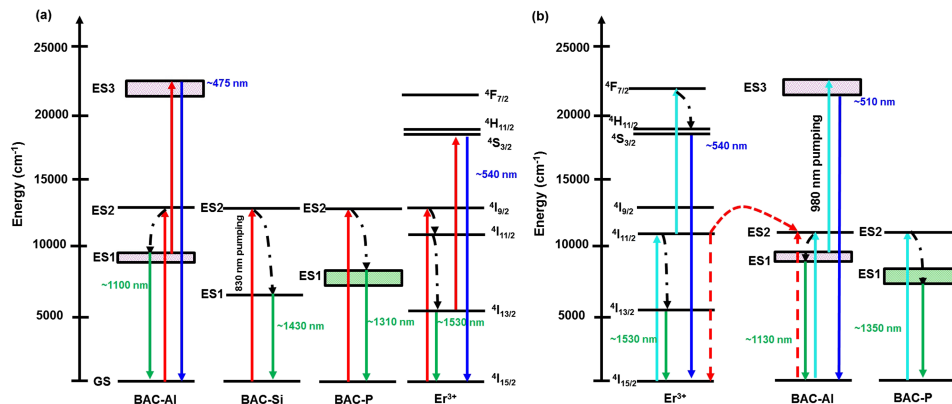 (a)
Energy (cm⁻¹)
25000
20000
15000
10000
5000
0
GS
ES3
~475 nm
ES2
ES1
~1100 nm
BAC-Al
ES2
830 nm pumping
ES1
~1430 nm
BAC-Si
ES2
ES1
~1310 nm
BAC-P
⁴F₇/₂
⁴H₁₁/₂
⁴S₃/₂
~540 nm
⁴I₉/₂
⁴I₁₁/₂
⁴I₁₃/₂
~1530 nm
⁴I₁₅/₂
Er³⁺
(b)
Energy (cm⁻¹)
25000
20000
15000
10000
5000
0
⁴F₇/₂
⁴H₁₁/₂
⁴S₃/₂
~540 nm
⁴I₉/₂
⁴I₁₁/₂
⁴I₁₃/₂
~1530 nm
⁴I₁₅/₂
Er³⁺
ES3
~510 nm
980 nm pumping
ES2
ES1
~1130 nm
BAC-Al
ES2
ES1
~1350 nm
BAC-P